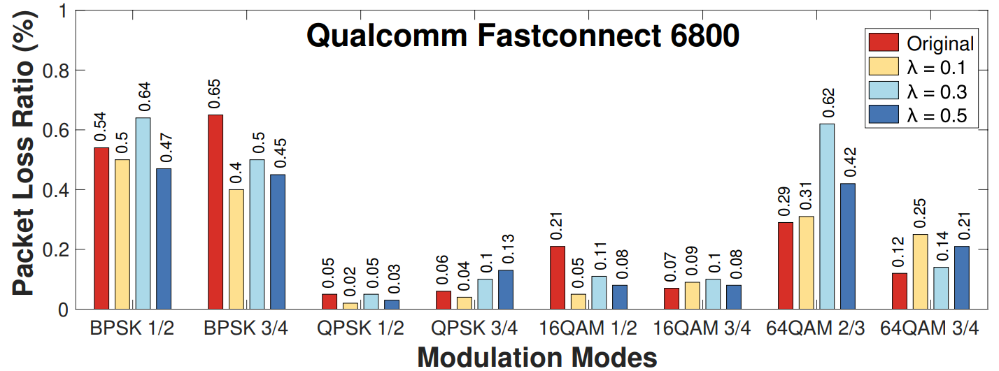 Qualcomm Fastconnect 6800
Packet Loss Ratio (%)
1
0.8
0.6
0.4
0.2
0
Original
λ = 0.1
λ = 0.3
λ = 0.5
0.54 0.5 0.64 0.47
0.65 0.4 0.5 0.45
0.05 0.02 0.05 0.03
0.06 0.04 0.1 0.13
0.21 0.05 0.11 0.08
0.07 0.09 0.1 0.08
0.29 0.31 0.62 0.42
0.12 0.25 0.14 0.21
BPSK 1/2 BPSK 3/4 QPSK 1/2 QPSK 3/4 16QAM 1/2 16QAM 3/4 64QAM 2/3 64QAM 3/4
Modulation Modes